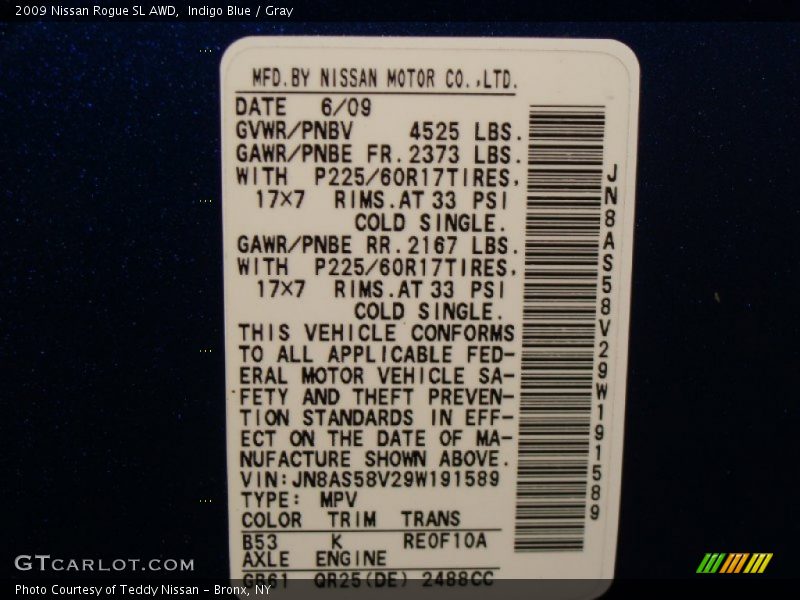 2009 Nissan Rogue SL AWD, Indigo Blue / Gray
MFD.BY NISSAN MOTOR CO.,LTD.
DATE 6/09
GVWR/PNBV 4525 LBS.
GAWR/PNBE FR.2373 LBS.
WITH P225/60R17TIRES,
17×7 RIMS.AT 33 PSI
COLD SINGLE.
GAWR/PNBE RR.2167 LBS.
WITH P225/60R17TIRES.
17×7 RIMS.AT 33 PSI
COLD SINGLE.
THIS VEHICLE CONFORMS
TO ALL APPLICABLE FED-
ERAL MOTOR VEHICLE SA-
FETY AND THEFT PREVEN-
TION STANDARDS IN EFF-
ECT ON THE DATE OF MA-
NUFACTURE SHOWN ABOVE.
VIN:JN8AS58V29W191589
TYPE: MPV
COLOR TRIM TRANS
B53 K RE0F10A
AXLE ENGINE
GB61 QR25(DE) 2488CC
JN8AS58V29W191589
GTCARLOT.COM
Photo Courtesy of Teddy Nissan - Bronx, NY